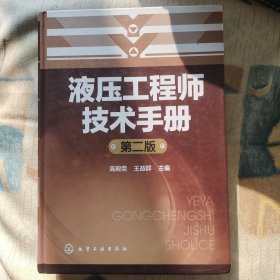 液压工程师
技术手册
第二版
高殿荣 王益群 主编
YEYA
GONGCHENGSHI
JISHU
SHOUCE
化学工业出版社